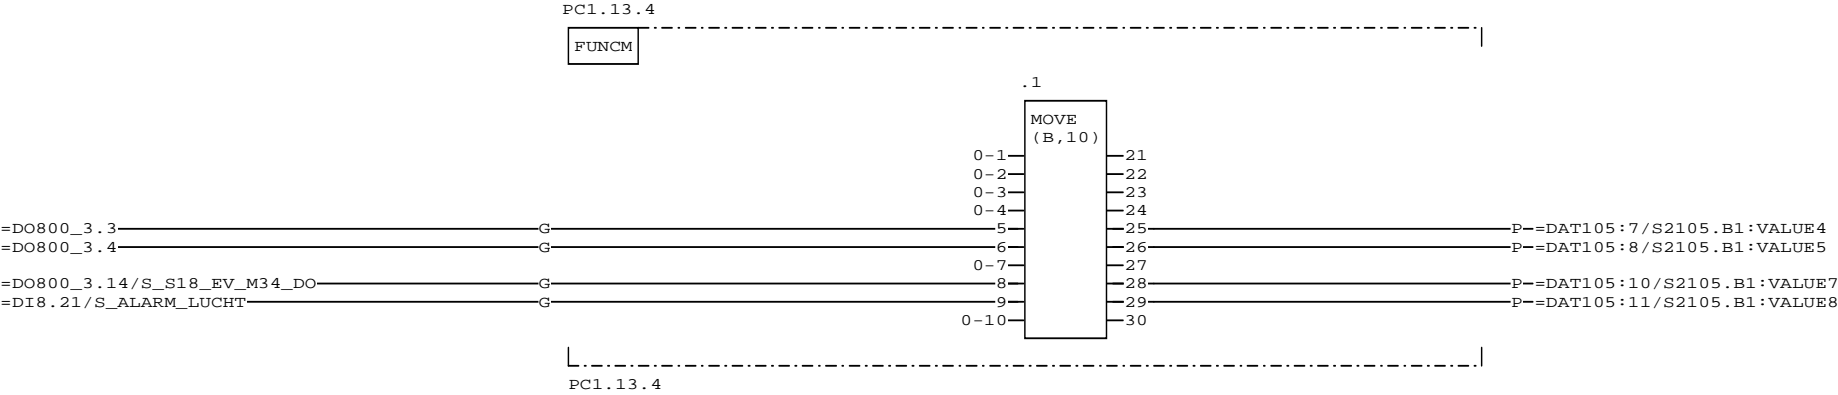 PC1.13.4
FUNCM
.1
MOVE
(B,10)
0-1 21
0-2 22
0-3 23
0-4 24
=DO800_3.3 G 5 25 P-=DAT105:7/S2105.B1:VALUE4
=DO800_3.4 G 6 26 P-=DAT105:8/S2105.B1:VALUE5
0-7 27
=DO800_3.14/S_S18_EV_M34_DO G 8 28 P-=DAT105:10/S2105.B1:VALUE7
=DI8.21/S_ALARM_LUCHT G 9 29 P-=DAT105:11/S2105.B1:VALUE8
0-10 30
PC1.13.4